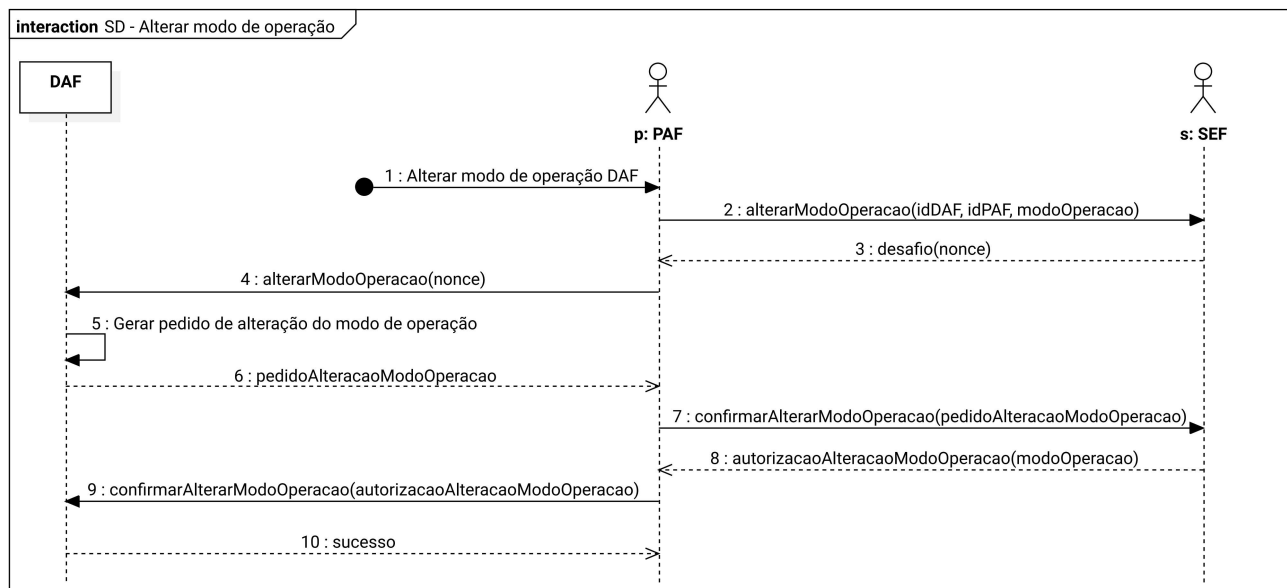 interaction SD - Alterar modo de operação
DAF
p: PAF
s: SEF
1 : Alterar modo de operação DAF
2 : alterarModoOperacao(idDAF, idPAF, modoOperacao)
3 : desafio(nonce)
4 : alterarModoOperacao(nonce)
5 : Gerar pedido de alteração do modo de operação
6 : pedidoAlteracaoModoOperacao
7 : confirmarAlterarModoOperacao(pedidoAlteracaoModoOperacao)
8 : autorizacaoAlteracaoModoOperacao(modoOperacao)
9 : confirmarAlterarModoOperacao(autorizacaoAlteracaoModoOperacao)
10 : sucesso